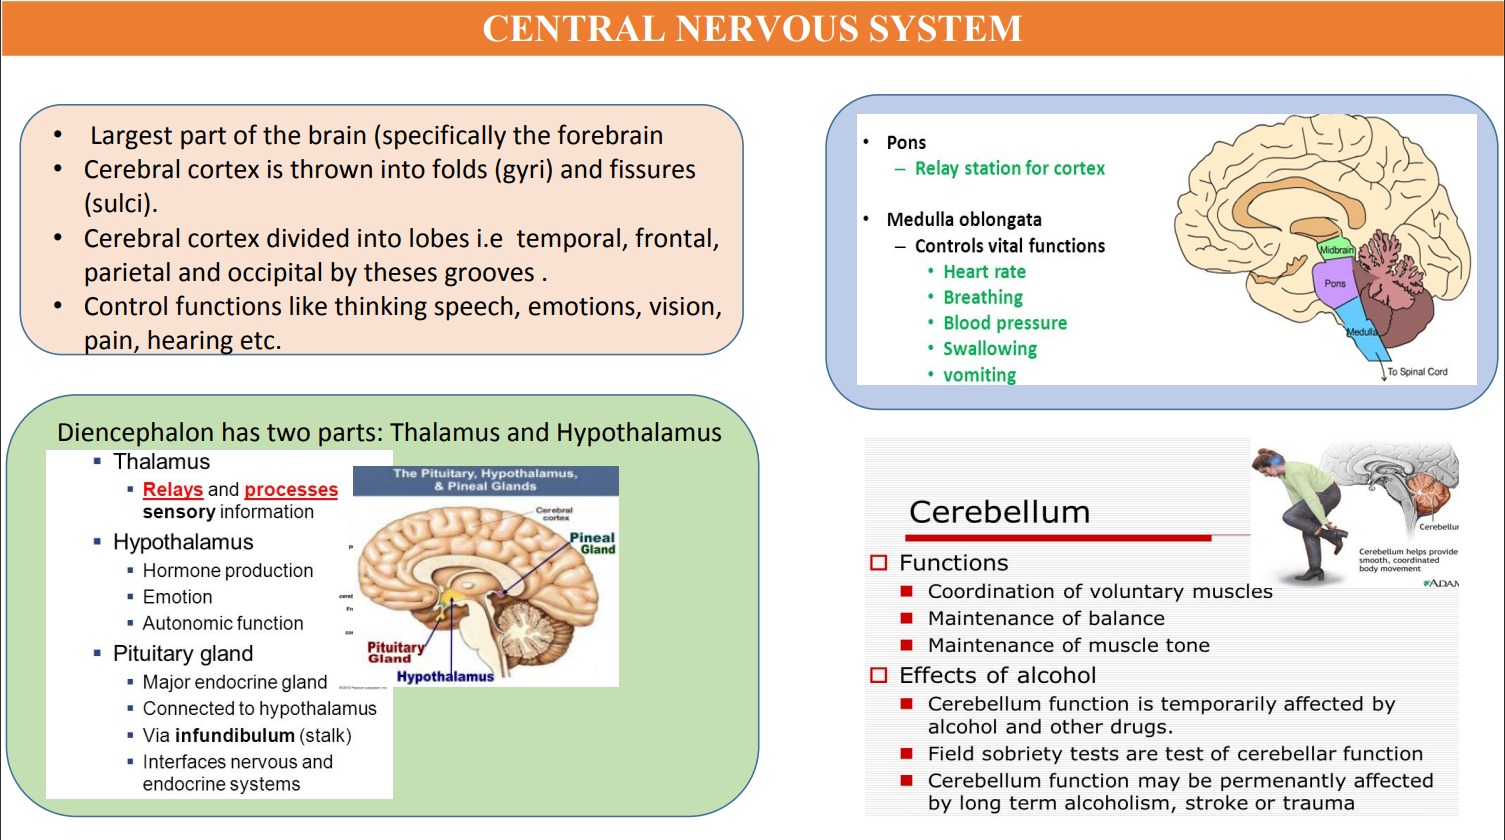 CENTRAL NERVOUS SYSTEM
• Largest part of the brain (specifically the forebrain
• Cerebral cortex is thrown into folds (gyri) and fissures
(sulci).
• Cerebral cortex divided into lobes i.e temporal, frontal,
parietal and occipital by theses grooves .
• Control functions like thinking speech, emotions, vision,
pain, hearing etc.
• Pons
– Relay station for cortex
• Medulla oblongata
– Controls vital functions
• Heart rate
• Breathing
• Blood pressure
• Swallowing
• vomiting
Midbrain
Pons
Medulla
To Spinal Cord
Diencephalon has two parts: Thalamus and Hypothalamus
▪ Thalamus
▪ Relays and processes
sensory information
▪ Hypothalamus
▪ Hormone production
▪ Emotion
▪ Autonomic function
▪ Pituitary gland
▪ Major endocrine gland
▪ Connected to hypothalamus
▪ Via infundibulum (stalk)
▪ Interfaces nervous and
endocrine systems
The Pituitary, Hypothalamus,
& Pineal Glands
Cerebral
cortex
Pineal
Gland
Pituitary
Gland
Hypothalamus
Cerebellum
Functions
Coordination of voluntary muscles
Maintenance of balance
Maintenance of muscle tone
Effects of alcohol
Cerebellum function is temporarily affected by
alcohol and other drugs.
Field sobriety tests are test of cerebellar function
Cerebellum function may be permenantly affected
by long term alcoholism, stroke or trauma
Cerebellum helps provide
smooth, coordinated
body movement